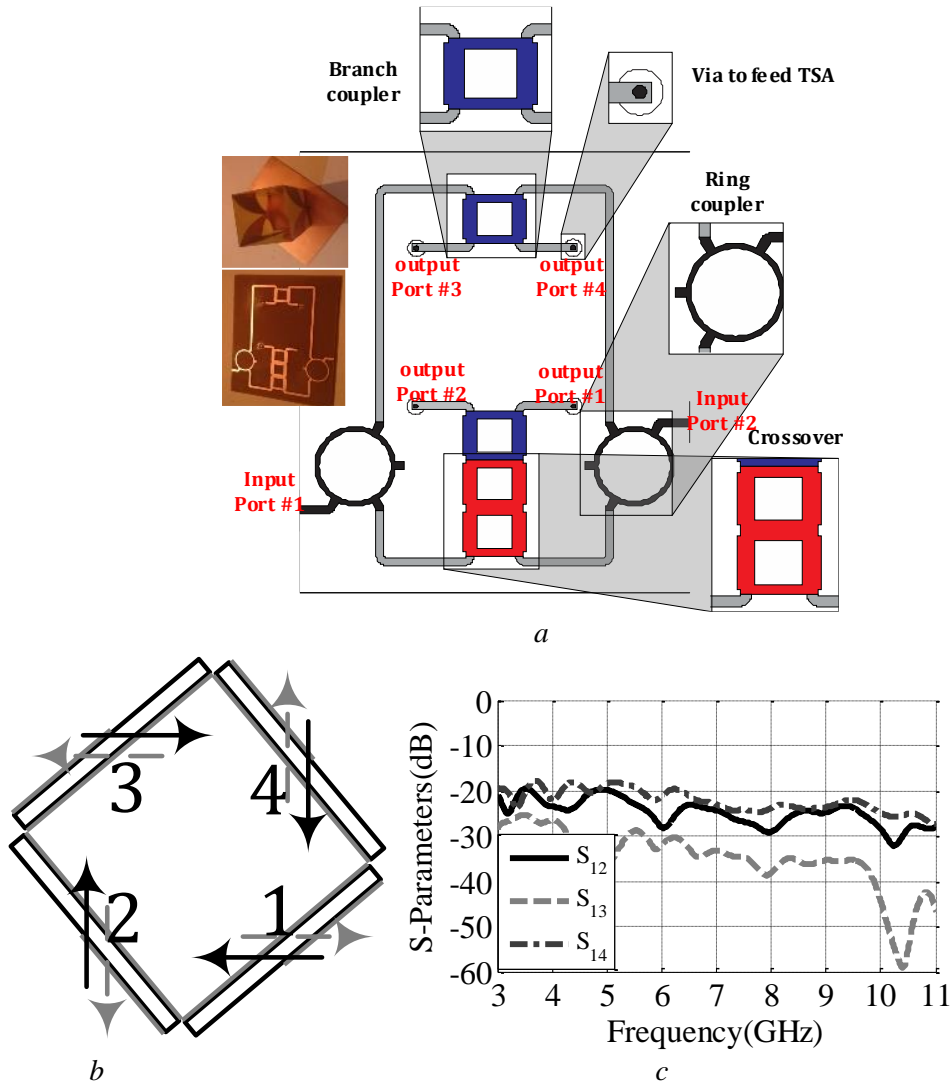 Branch
coupler
Via to feed TSA
Ring
coupler
output
Port #3
output
Port #4
output
Port #2
output
Port #1
Input
Port #2
Crossover
Input
Port #1
a
3
4
2
1
b
S-Parameters(dB)
0
-10
-20
-30
-40
-50
-60
S12
S13
S14
3 4 5 6 7 8 9 10 11
Frequency(GHz)
c